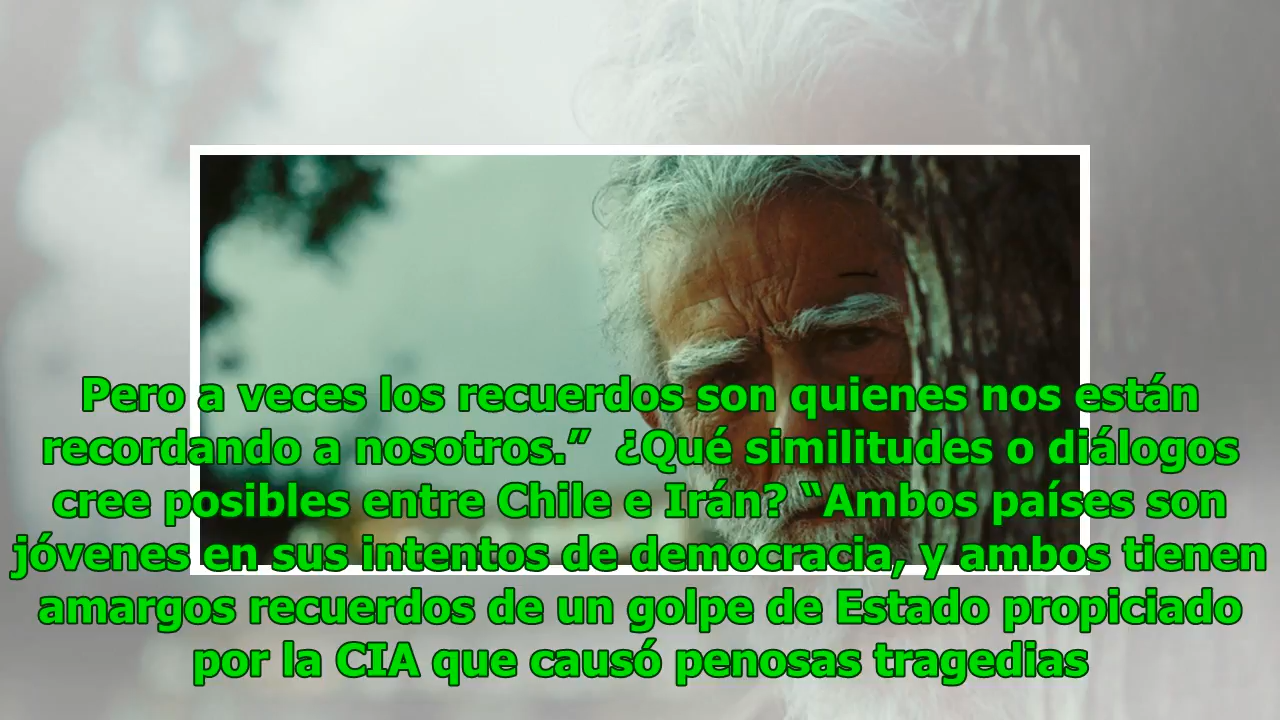 Pero a veces los recuerdos son quienes nos están
recordando a nosotros.”  ¿Qué similitudes o diálogos
cree posibles entre Chile e Irán? “Ambos países son
jóvenes en sus intentos de democracia, y ambos tienen
amargos recuerdos de un golpe de Estado propiciado
por la CIA que causó penosas tragedias